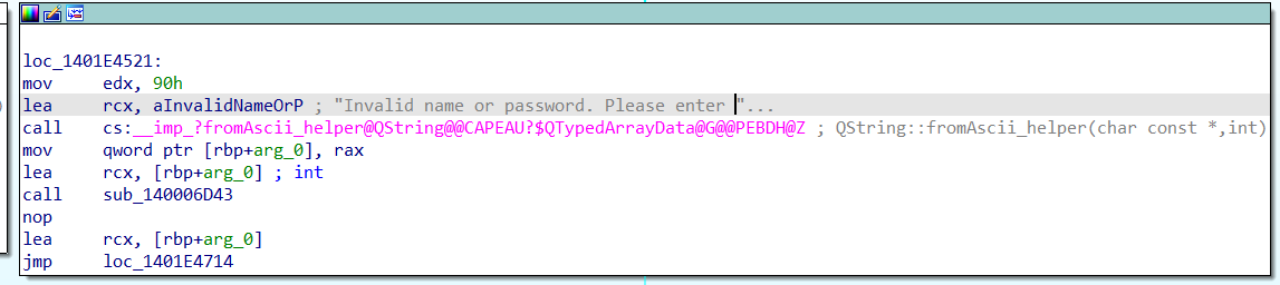 loc_1401E4521:
mov edx, 90h
lea rcx, aInvalidNameOrP ; "Invalid name or password. Please enter "...
call cs:__imp_?fromAscii_helper@QString@@CAPEAU?$QTypedArrayData@G@@PEBDH@Z ; QString::fromAscii_helper(char const *,int)
mov qword ptr [rbp+arg_0], rax
lea rcx, [rbp+arg_0] ; int
call sub_140006D43
nop
lea rcx, [rbp+arg_0]
jmp loc_1401E4714